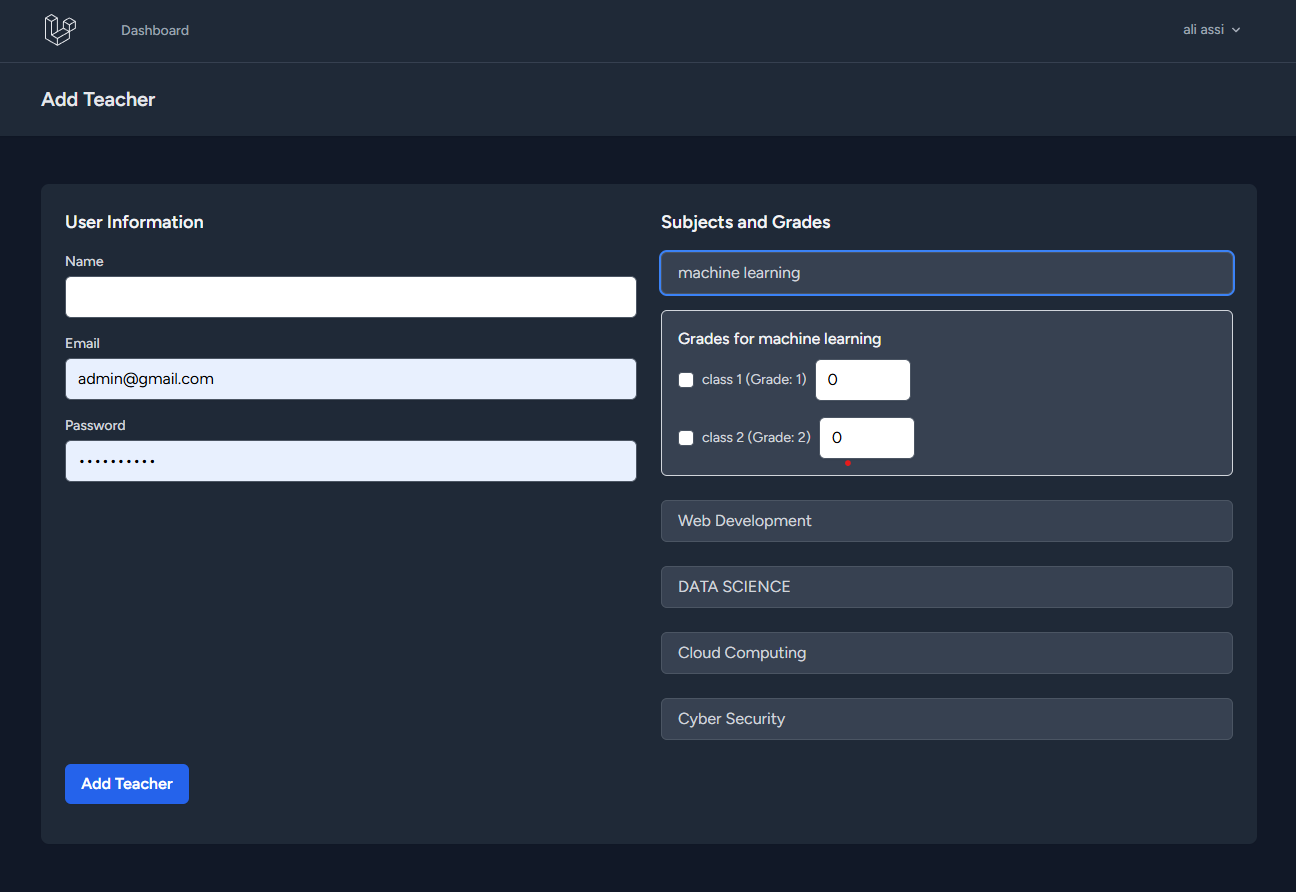 Dashboard
ali assi
Add Teacher
User Information
Name
Email
admin@gmail.com
Password
••••••••••
Subjects and Grades
machine learning
Grades for machine learning
class 1 (Grade: 1) 0
class 2 (Grade: 2) 0
Web Development
DATA SCIENCE
Cloud Computing
Cyber Security
Add Teacher